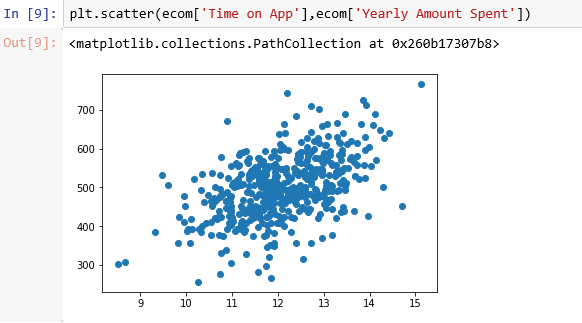 In [9]: plt.scatter(ecom['Time on App'],ecom['Yearly Amount Spent'])
Out[9]: <matplotlib.collections.PathCollection at 0x260b17307b8>
700
600
500
400
300
9 10 11 12 13 14 15